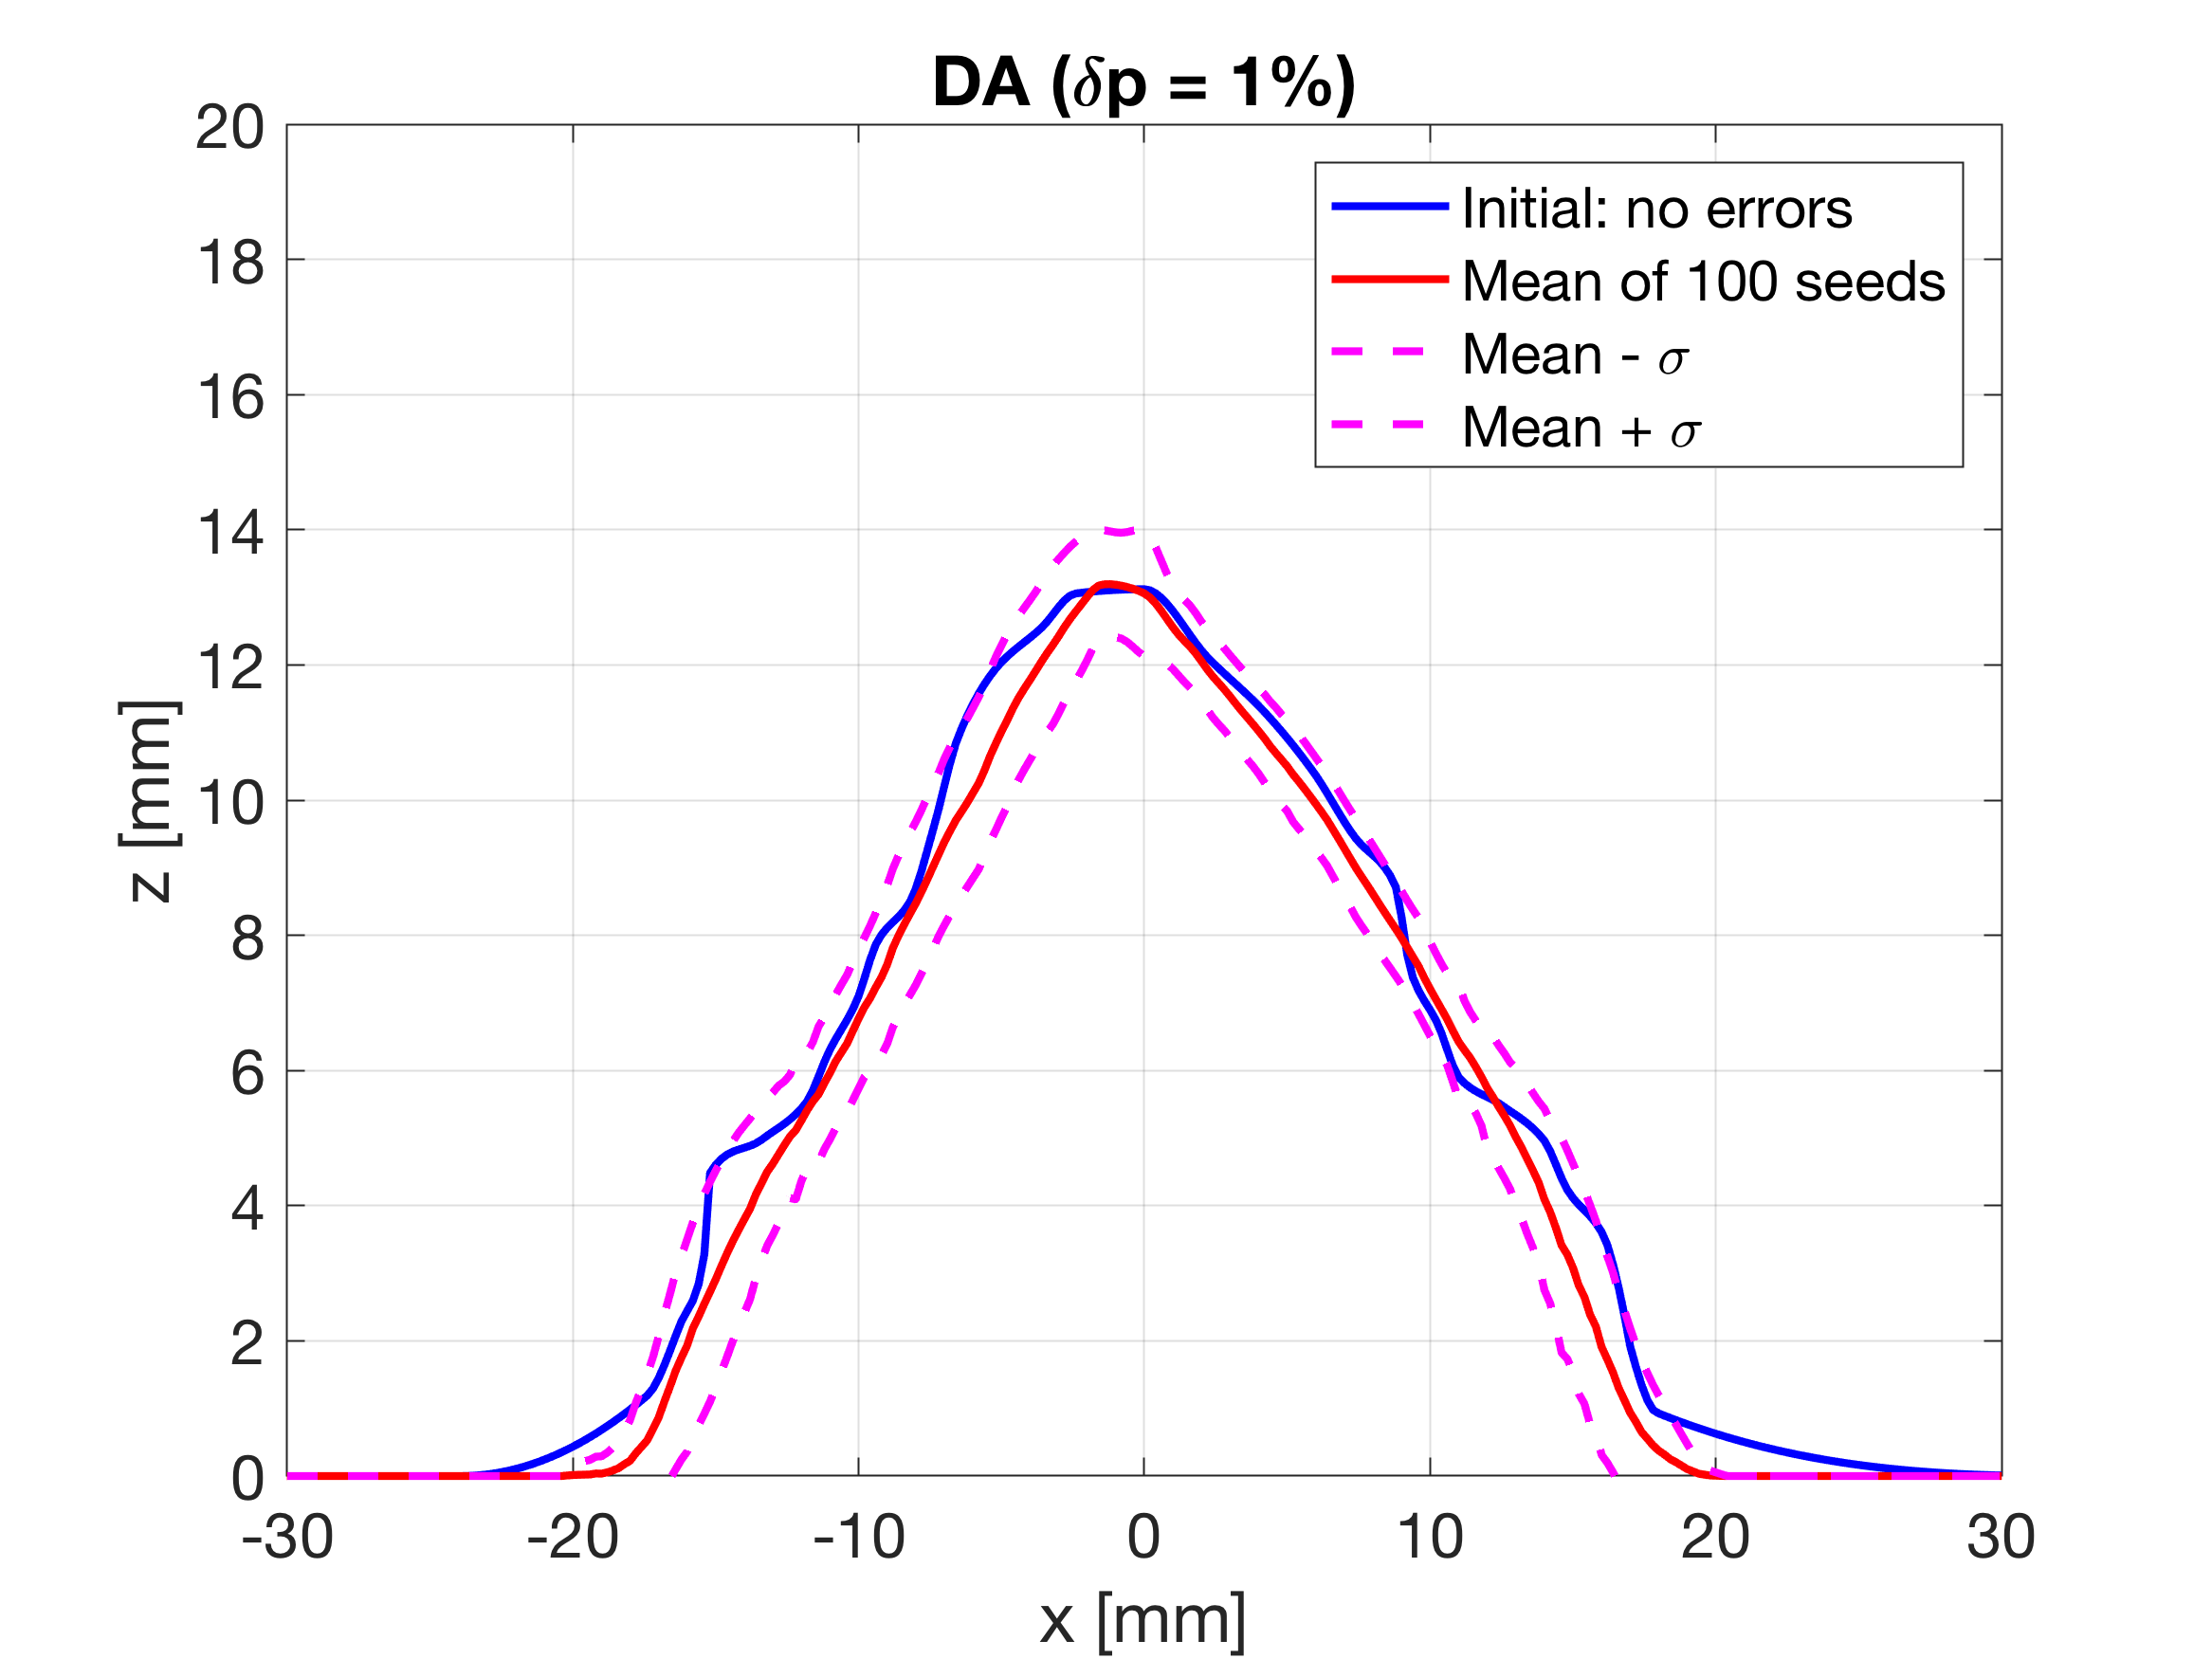 DA (δp = 1%)
Initial: no errors
Mean of 100 seeds
Mean - σ
Mean + σ
20
18
16
14
12
10
8
6
4
2
0
z [mm]
-30 -20 -10 0 10 20 30
x [mm]